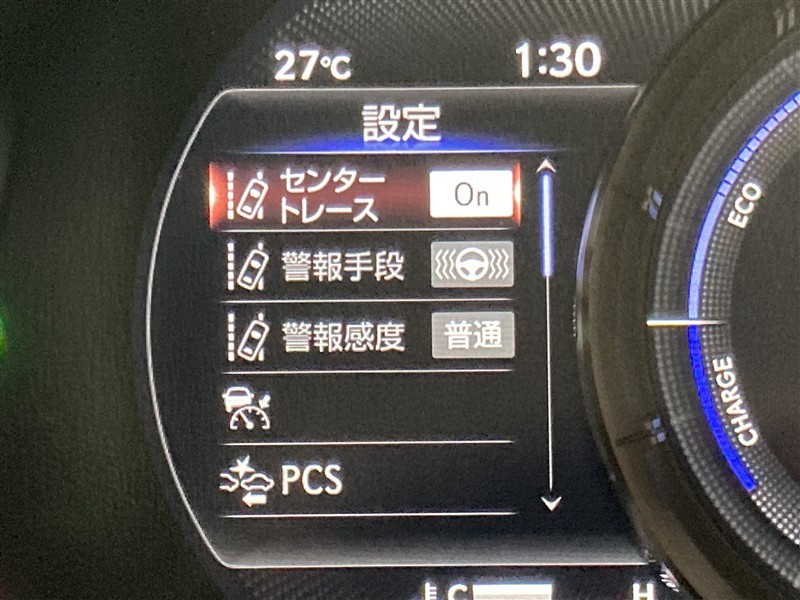 27℃ 1:30
設定
センター
トレース On
警報手段
警報感度 普通
PCS
ECO
CHARGE
C H